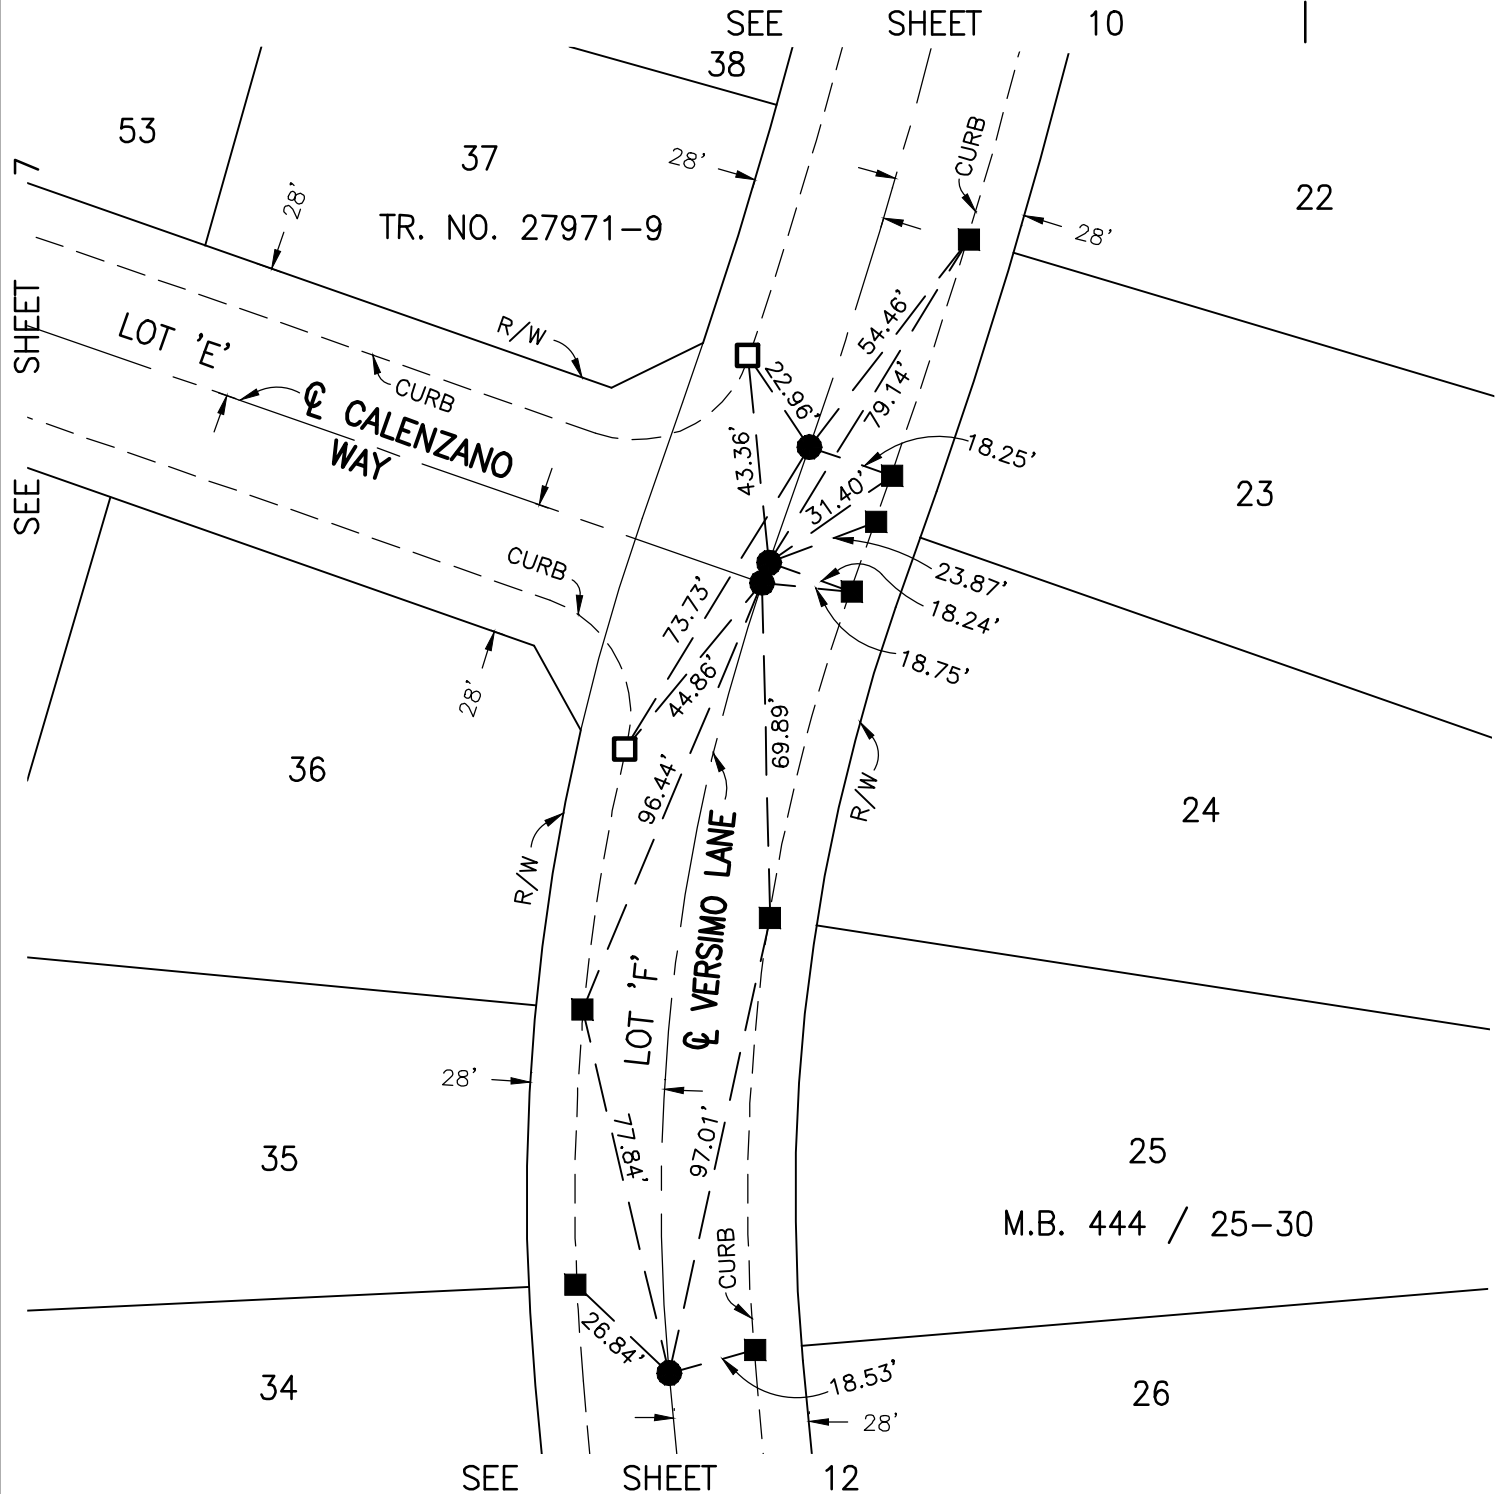 SEE SHEET 10
38
53
37
28'
CURB
22
SEE SHEET 7
28'
TR. NO. 27971-9
28'
LOT 'E'
R/W
54.46'
CURB
22.96'
79.14'
℄ CALENZANO
WAY
43.36'
18.25'
31.40'
23
CURB
23.87'
73.73'
18.24'
44.86'
18.75'
28'
69.89'
36
96.44'
R/W
24
R/W
℄ VERSIMO LANE
LOT 'F'
28'
77.84'
97.01'
35
25
M.B. 444 / 25-30
CURB
26.84'
18.53'
34
26
28'
SEE SHEET 12